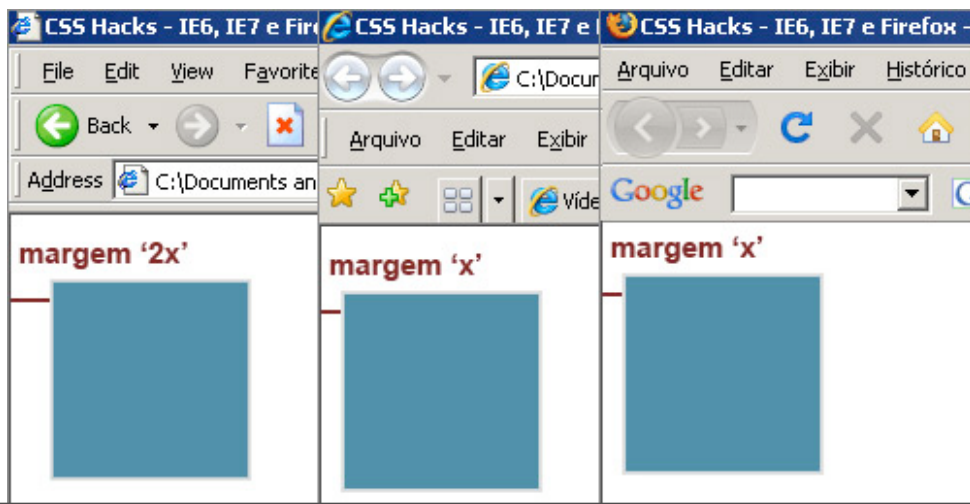 CSS Hacks - IE6, IE7 e Fire
File Edit View Favorite
Back
Address C:\Documents an
margem ‘2x’
CSS Hacks - IE6, IE7 e
C:\Docum
Arquivo Editar Exibir
Víde
margem ‘x’
CSS Hacks - IE6, IE7 e Firefox -
Arquivo Editar Exibir Histórico
Google
margem ‘x’